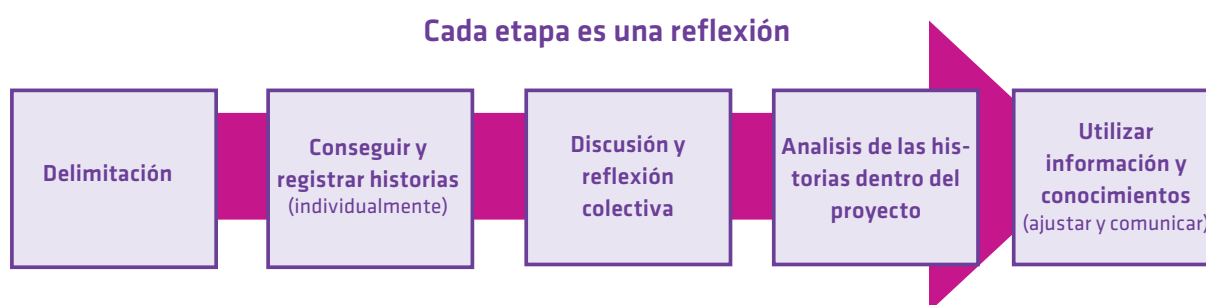 Cada etapa es una reflexión
Delimitación
Conseguir y
registrar historias
(individualmente)
Discusión y
reflexión
colectiva
Analisis de las his-
torias dentro del
proyecto
Utilizar
información y
conocimientos
(ajustar y comunicar)